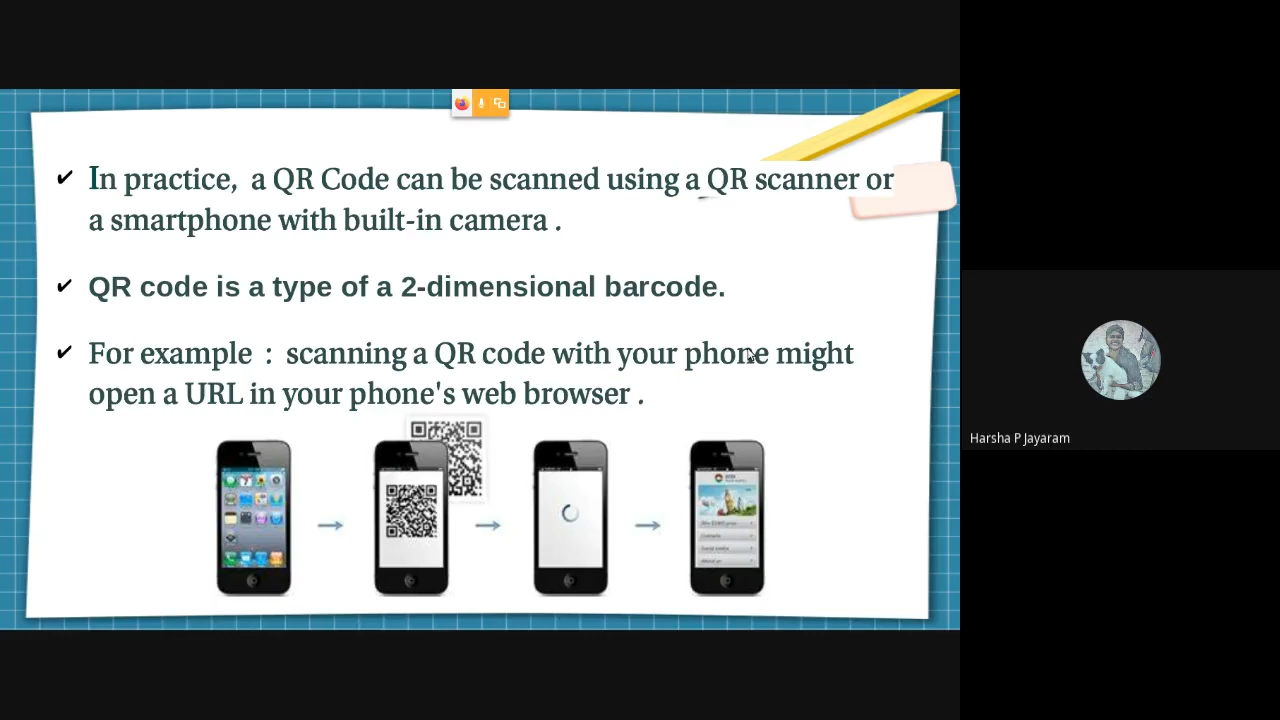 ✔ In practice, a QR Code can be scanned using a QR scanner or
a smartphone with built-in camera .
✔ QR code is a type of a 2-dimensional barcode.
✔ For example : scanning a QR code with your phone might
open a URL in your phone's web browser .
Harsha P Jayaram